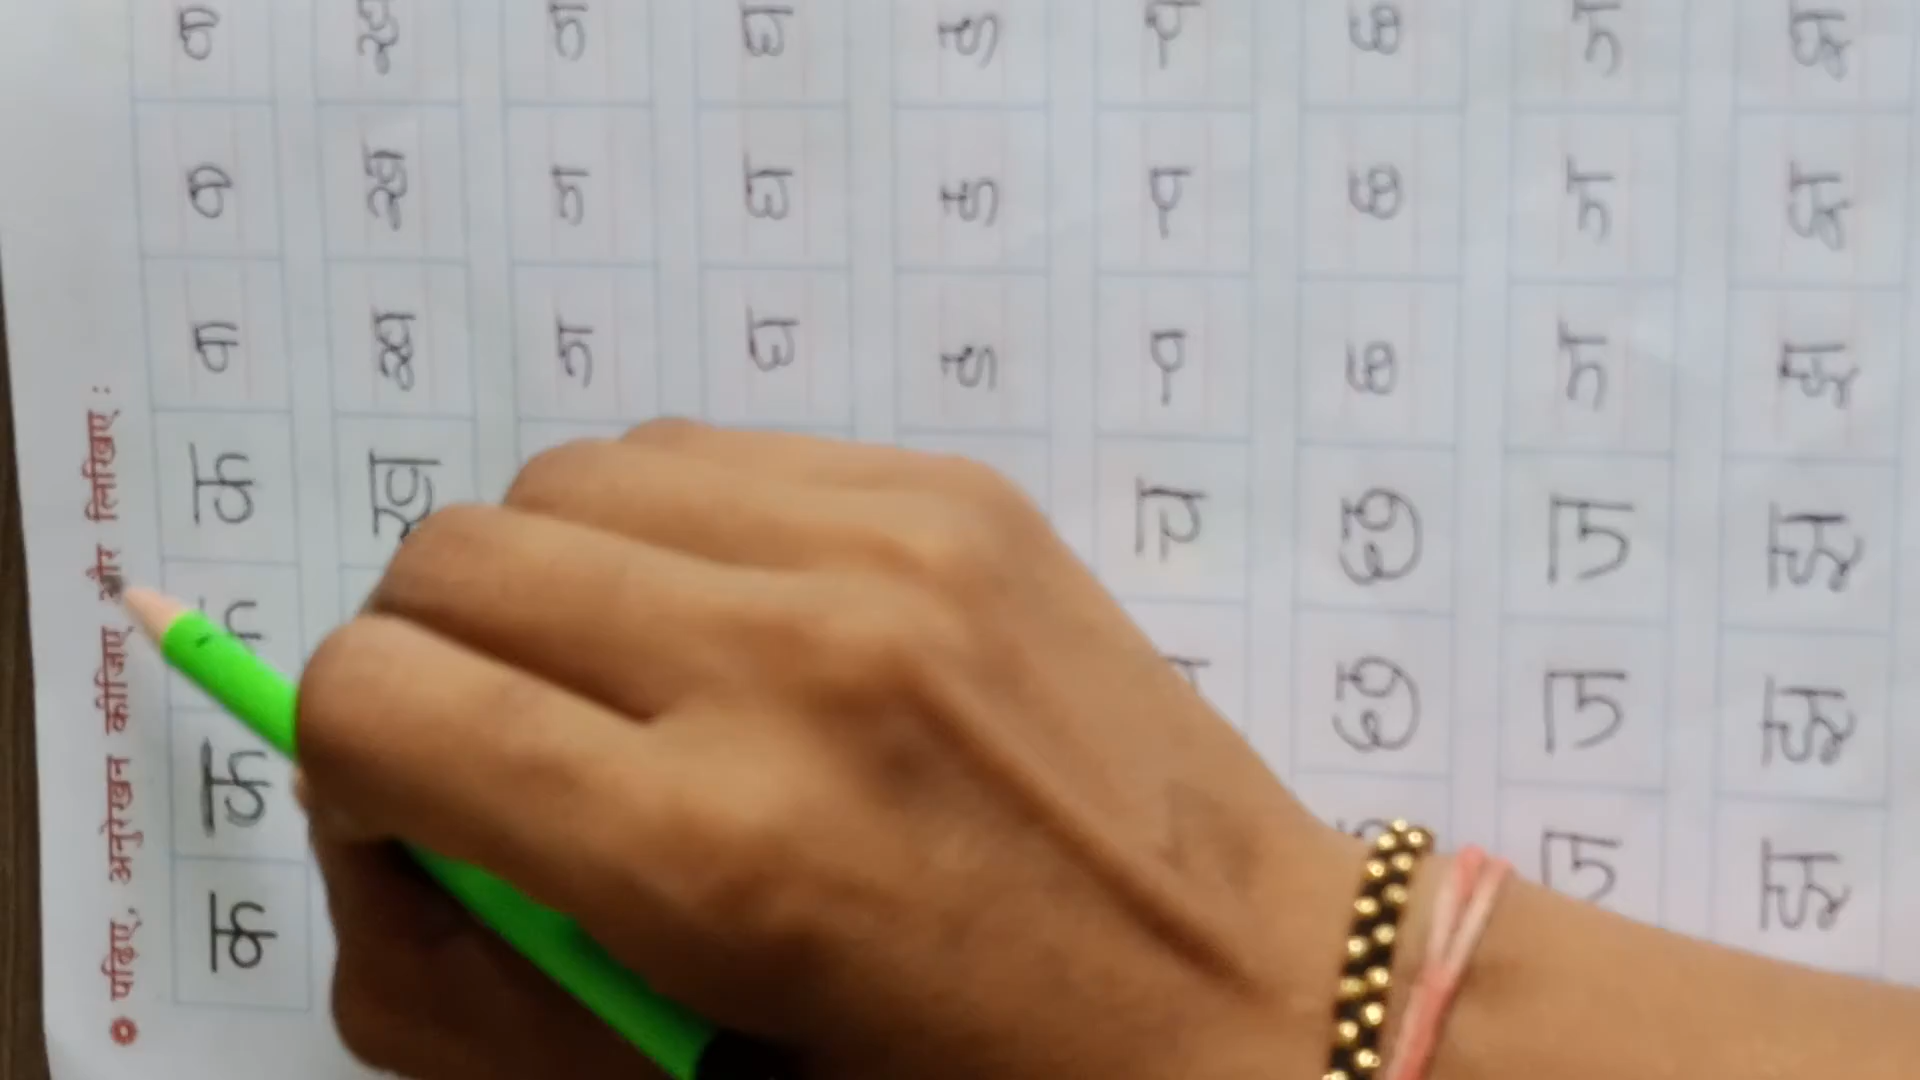 पढ़िए, अनुरेखन कीजिए और लिखिए :
क क क क क क क
ख ख ख ख
ग ग ग
घ घ घ
ङ ङ ङ
च च च च
छ छ छ छ छ
ज ज ज ज ज ज
झ झ झ झ झ झ